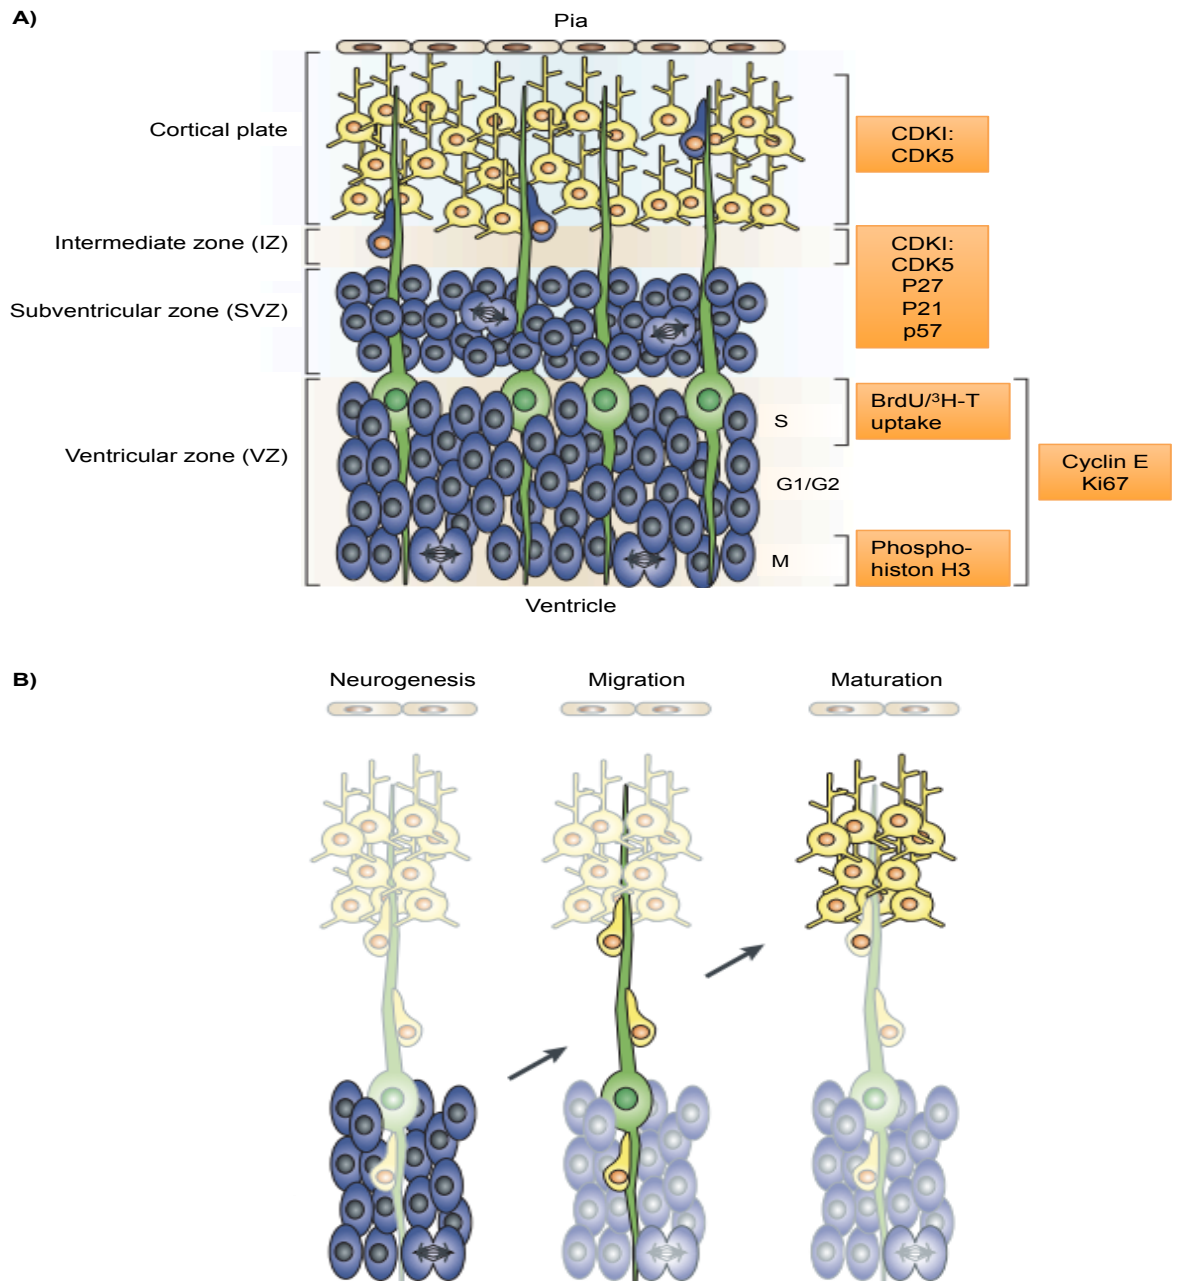 A)
Pia
Cortical plate
CDKI:
CDK5
Intermediate zone (IZ)
CDKI:
CDK5
P27
P21
p57
Subventricular zone (SVZ)
Ventricular zone (VZ)
S
BrdU/³H-T
uptake
G1/G2
Cyclin E
Ki67
M
Phospho-
histon H3
Ventricle
B)
Neurogenesis
Migration
Maturation